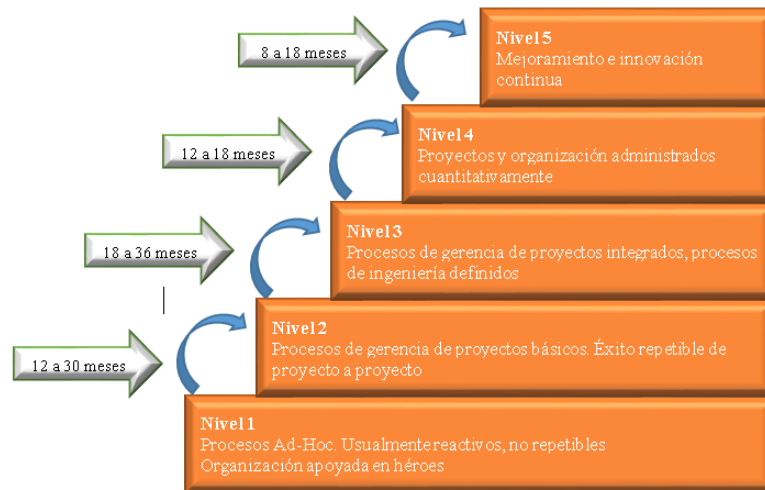 8 a 18 meses
Nivel 5
Mejoramiento e innovación
continua
12 a 18 meses
Nivel 4
Proyectos y organización administrados
cuantitativamente
18 a 36 meses
Nivel 3
Procesos de gerencia de proyectos integrados, procesos
de ingeniería definidos
12 a 30 meses
Nivel 2
Procesos de gerencia de proyectos básicos. Éxito repetible de
proyecto a proyecto
Nivel 1
Procesos Ad-Hoc. Usualmente reactivos, no repetibles
Organización apoyada en héroes